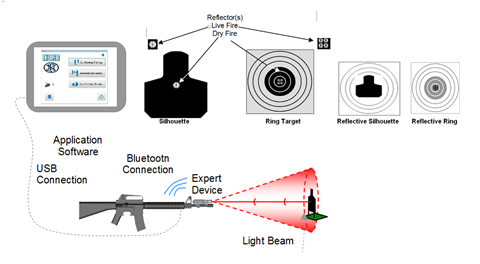 Reflector(s)
Live Fire
Dry Fire
Silhouette
Ring Target
Reflective Silhouette
Reflective Ring
Application
Software
USB
Connection
Bluetootn
Connection
Expert
Device
Light Beam